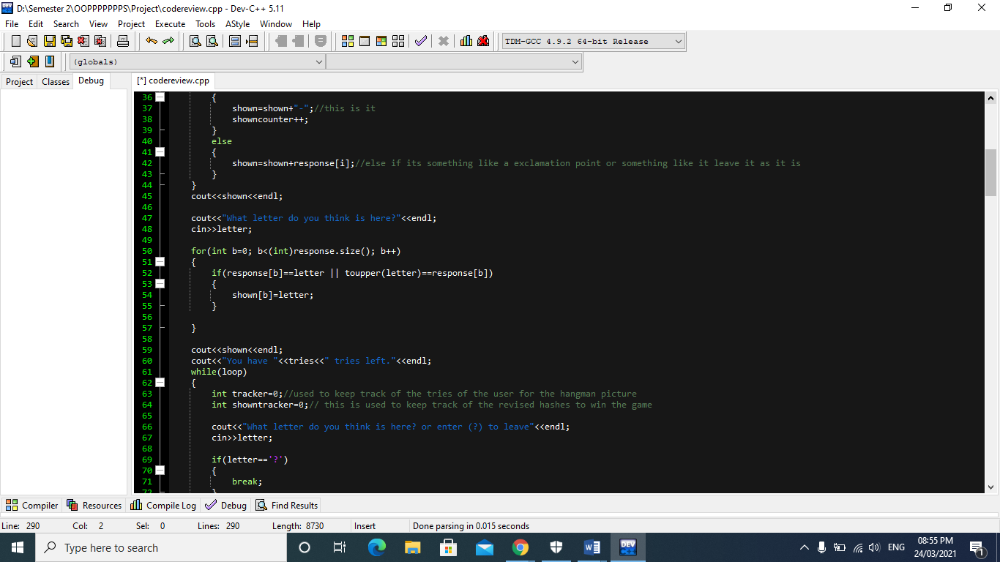 D:\Semester 2\OOPPPPPPPS\Project\codereview.cpp - Dev-C++ 5.11
File Edit Search View Project Execute Tools AStyle Window Help
TDM-GCC 4.9.2 64-bit Release
(globals)
Project Classes Debug
[*] codereview.cpp
36 {
37 shown=shown+"-";//this is it
38 showncounter++;
39 }
40 else
41 {
42 shown=shown+response[i];//else if its something like a exclamation point or something like it leave it as it is
43 }
44 }
45 cout<<shown<<endl;
46
47 cout<<"What letter do you think is here?"<<endl;
48 cin>>letter;
49
50 for(int b=0; b<(int)response.size(); b++)
51 {
52 if(response[b]==letter || toupper(letter)==response[b])
53 {
54 shown[b]=letter;
55 }
56
57 }
58
59 cout<<shown<<endl;
60 cout<<"You have "<<tries<<" tries left."<<endl;
61 while(loop)
62 {
63 int tracker=0;//used to keep track of the tries of the user for the hangman picture
64 int showntracker=0;// this is used to keep track of the revised hashes to win the game
65
66 cout<<"What letter do you think is here? or enter (?) to leave"<<endl;
67 cin>>letter;
68
69 if(letter=='?')
70 {
71 break;
72 }
Compiler Resources Compile Log Debug Find Results
Line: 290 Col: 2 Sel: 0 Lines: 290 Length: 8730 Insert Done parsing in 0.015 seconds
Type here to search
ENG
08:55 PM
24/03/2021
1